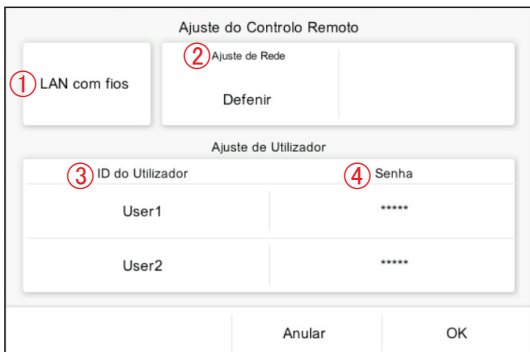 Ajuste do Controlo Remoto
① LAN com fios
② Ajuste de Rede
Defenir
Ajuste de Utilizador
③ ID do Utilizador ④ Senha
User1 *****
User2 *****
Anular OK